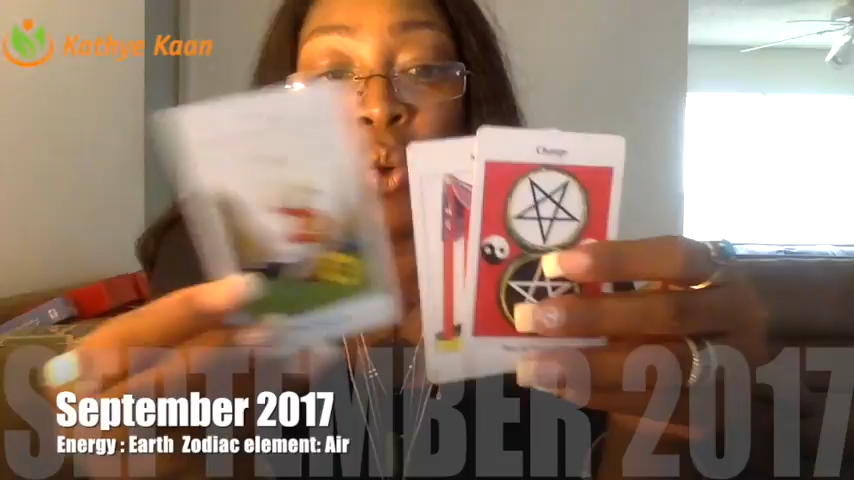 Kathye Kaan
Change
SEPTEMBER 2017
September 2017
Energy : Earth Zodiac element: Air